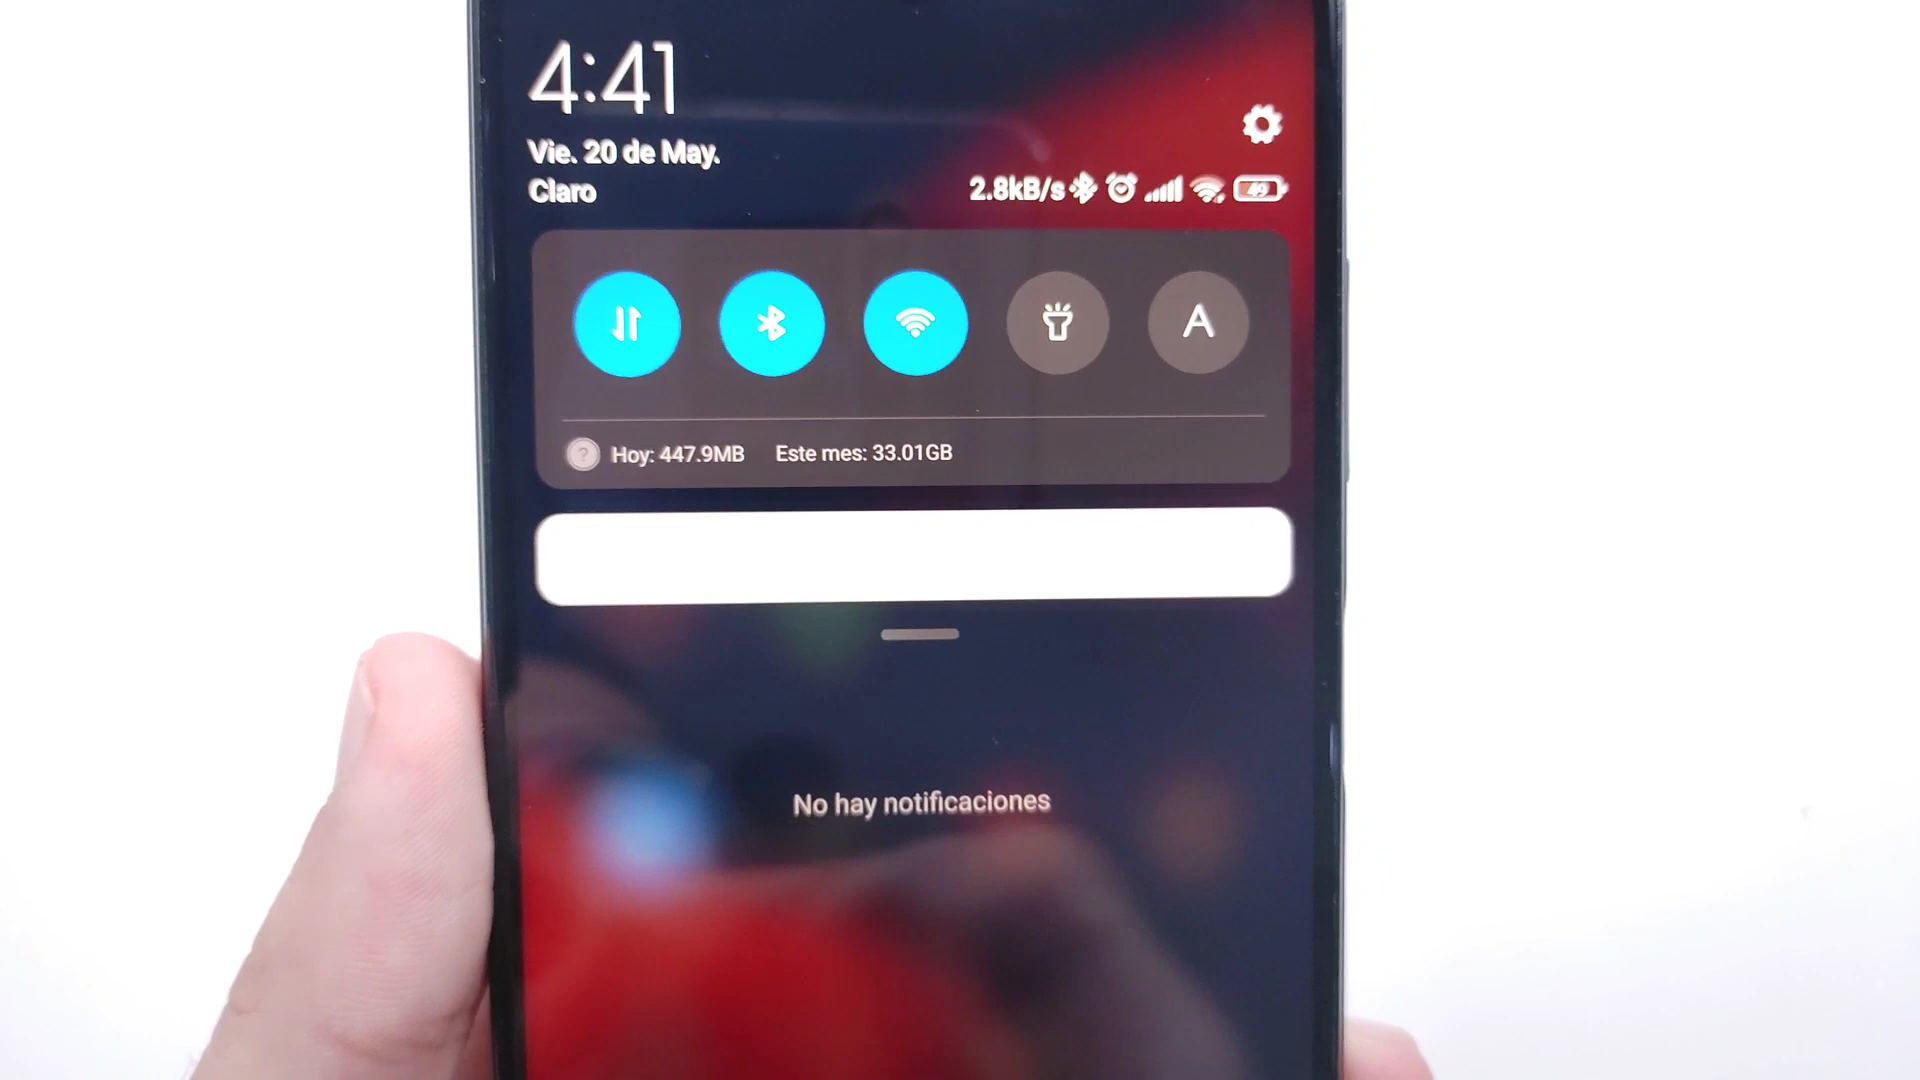 4:41
Vie. 20 de May.
Claro
2.8kB/s 49
A
Hoy: 447.9MB Este mes: 33.01GB
No hay notificaciones